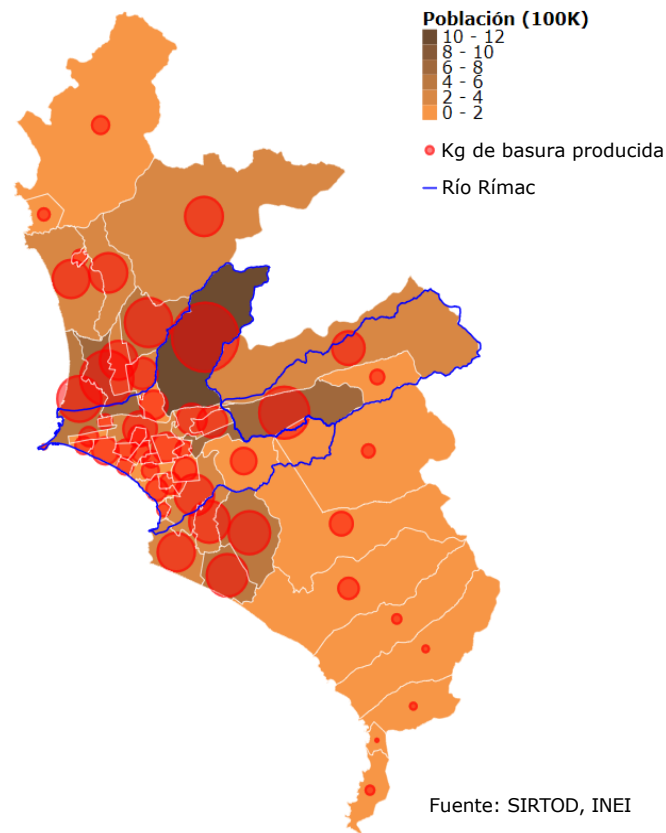 Población (100K)
10 - 12
8 - 10
6 - 8
4 - 6
2 - 4
0 - 2
Kg de basura producida
Río Rímac
Fuente: SIRTOD, INEI